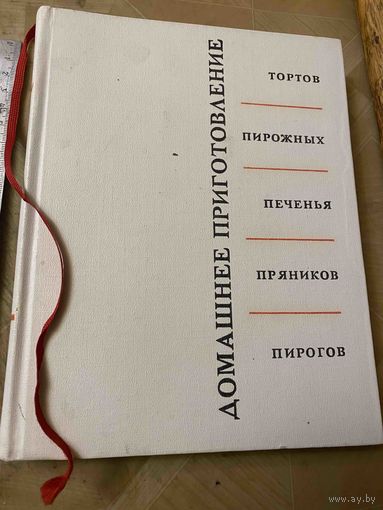 ДОМАШНЕЕ ПРИГОТОВЛЕНИЕ
ТОРТОВ
ПИРОЖНЫХ
ПЕЧЕНЬЯ
ПРЯНИКОВ
ПИРОГОВ
www.ay.by